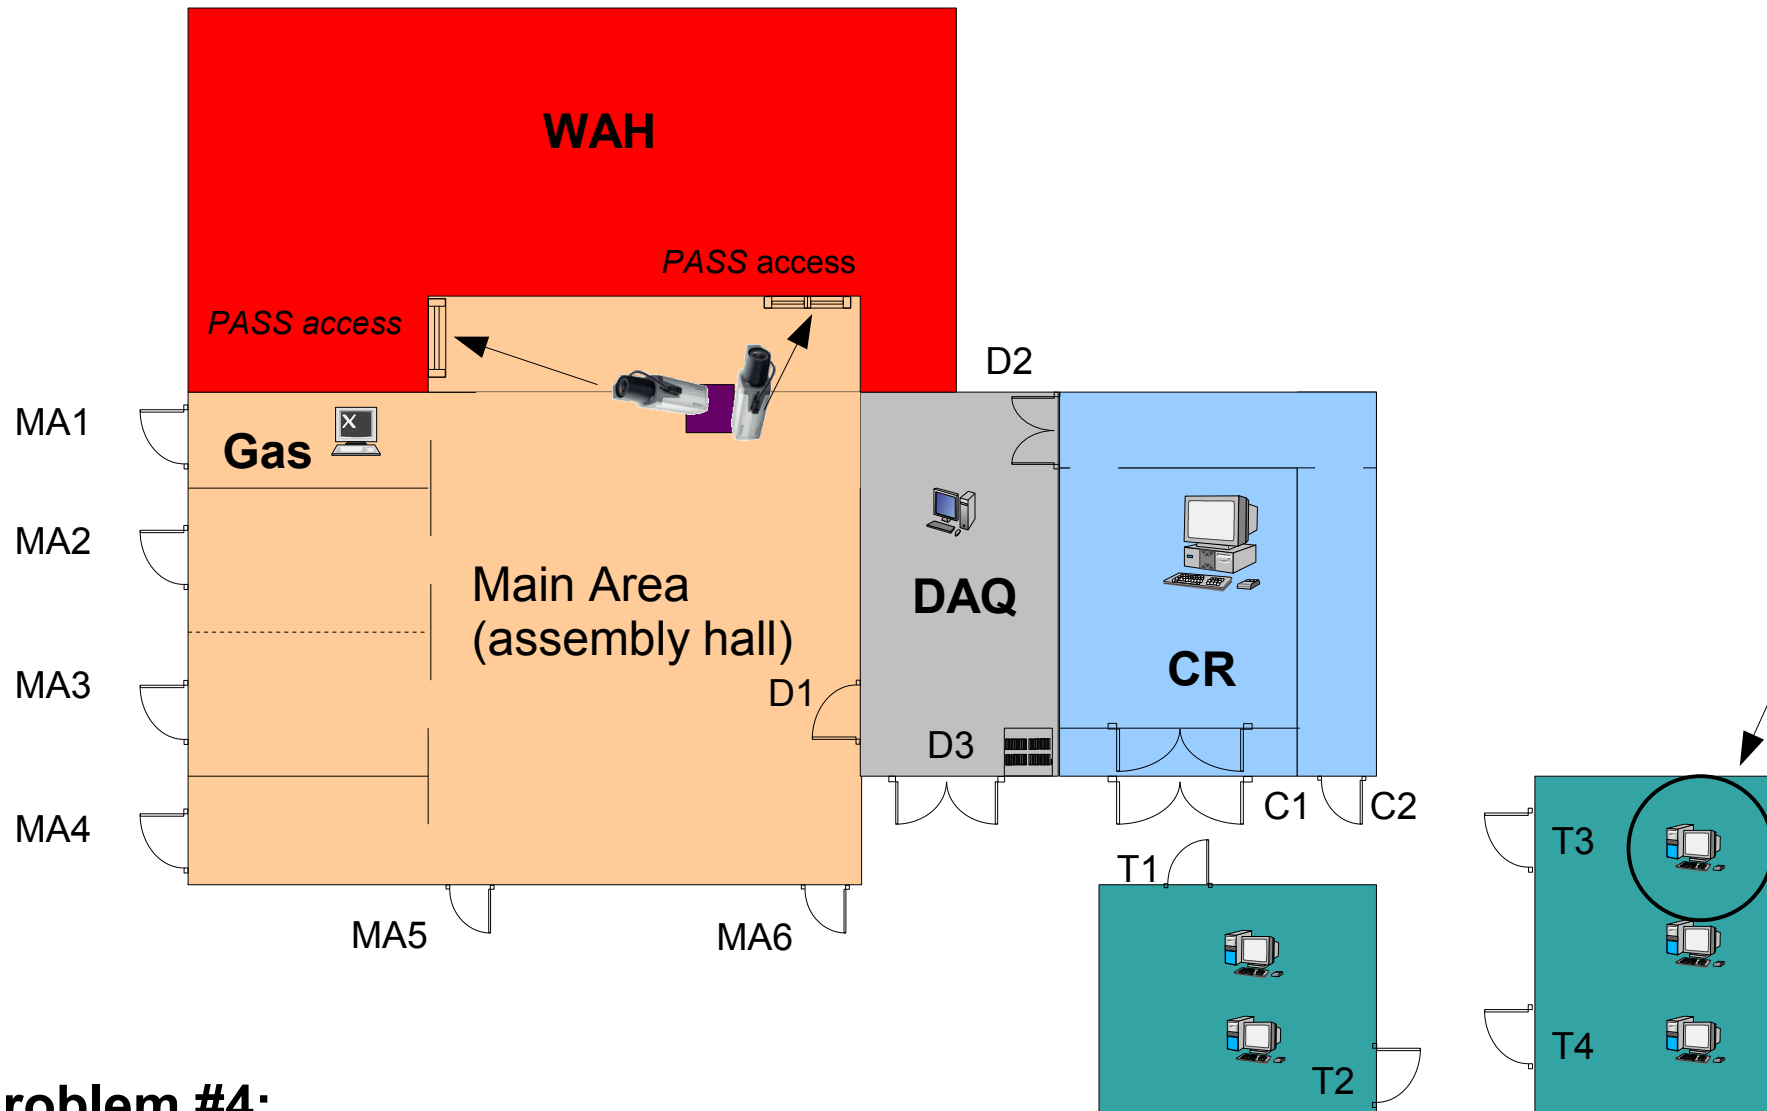 WAH
PASS access
PASS access
D2
MA1
Gas
X
MA2
DAQ
Main Area
(assembly hall)
CR
MA3
D1
D3
C1
C2
MA4
T1
T3
MA5
MA6
T4
T2
roblem #4: